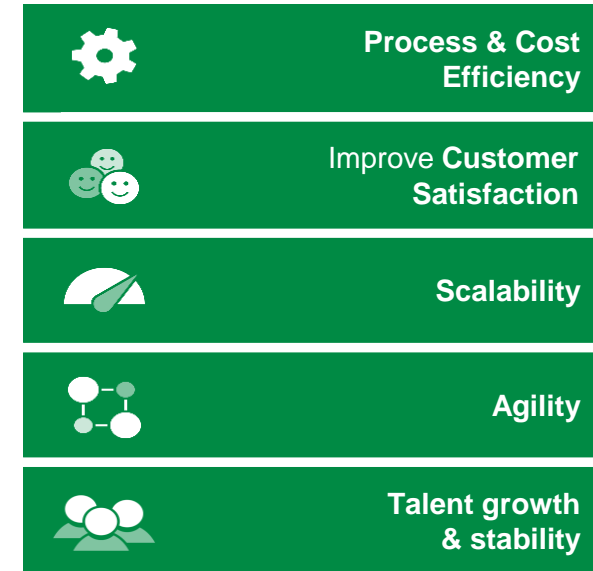 Process & Cost
Efficiency
Improve Customer
Satisfaction
Scalability
Agility
Talent growth
& stability